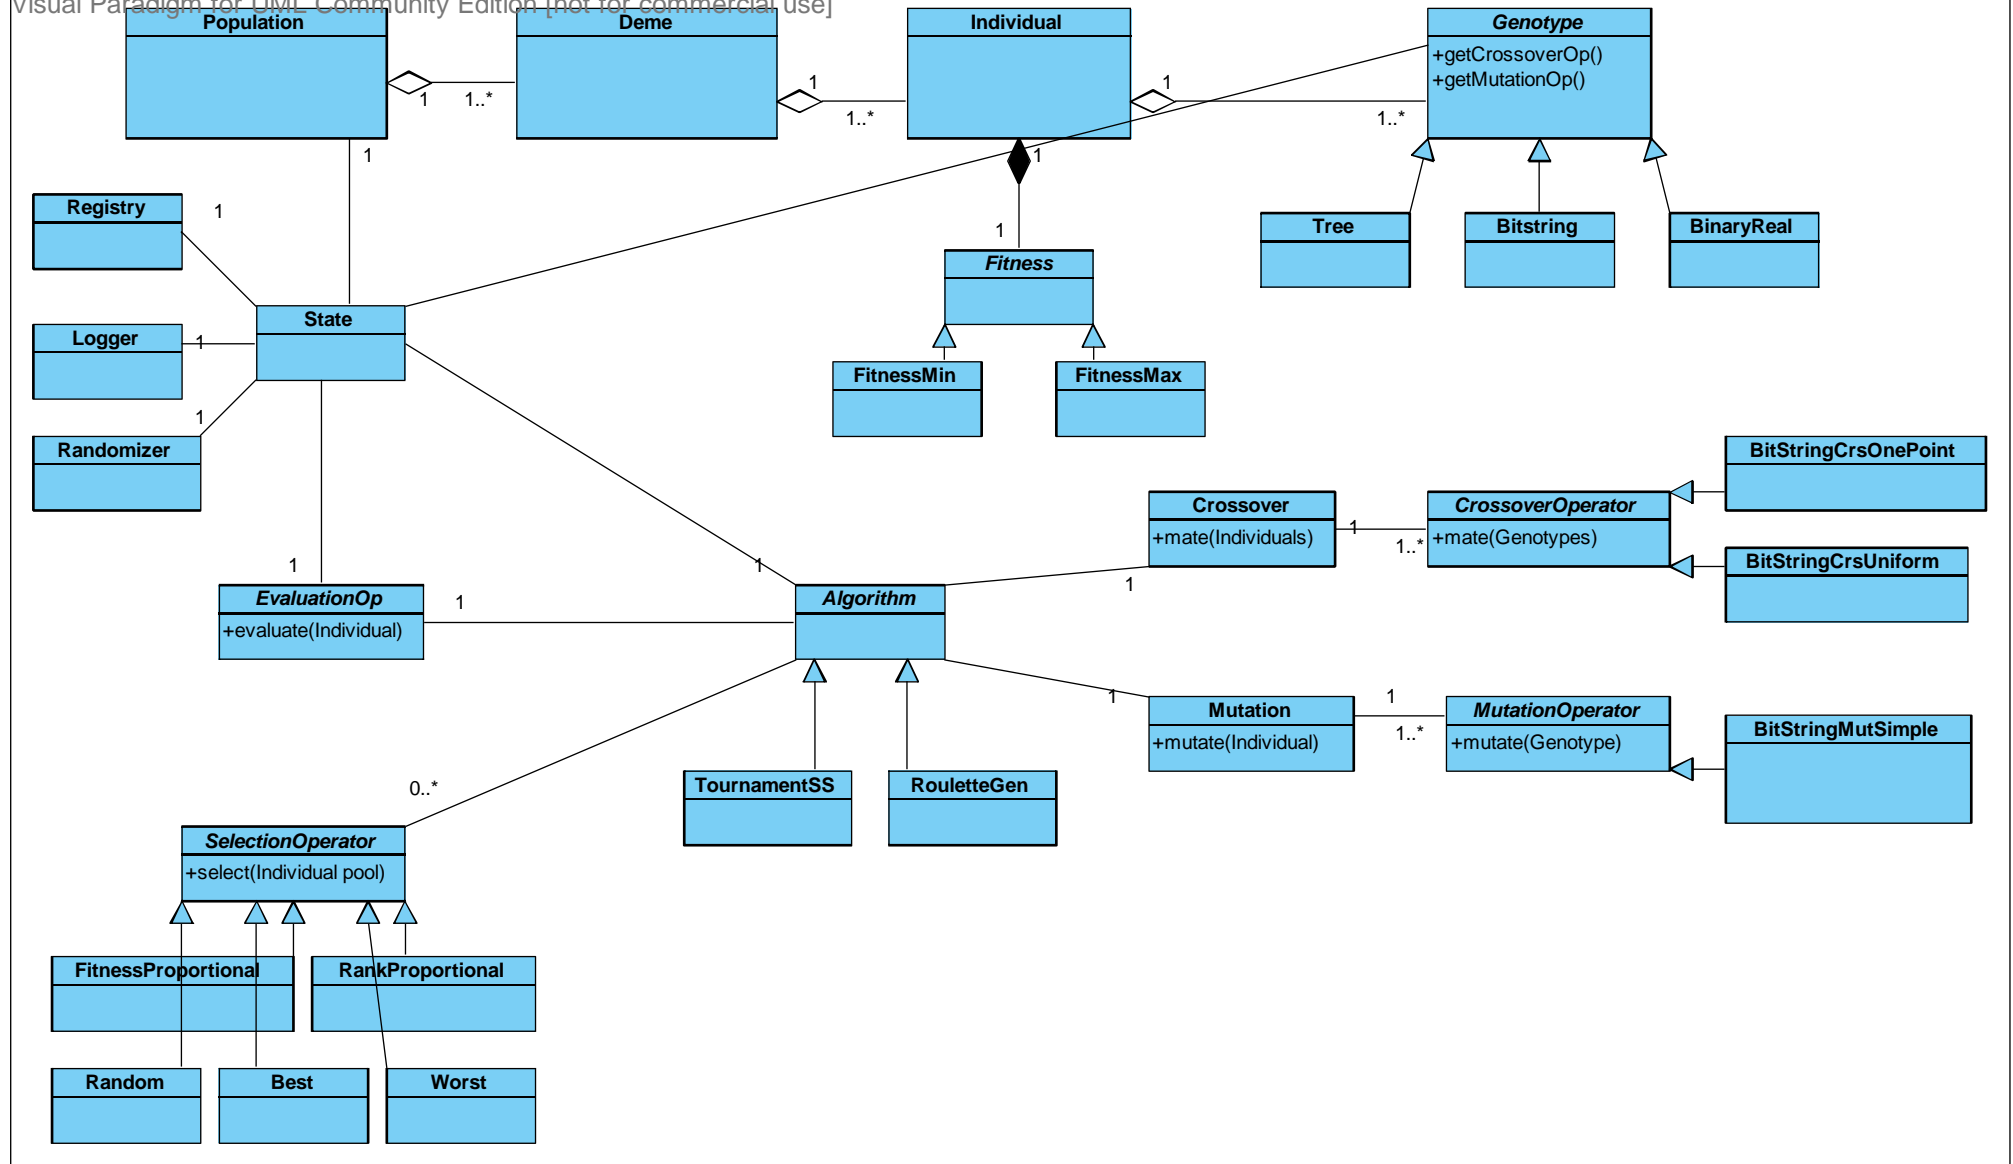 Visual Paradigm for UML Community Edition [not for commercial use]
Population
Deme
Individual
Genotype
+getCrossoverOp()
+getMutationOp()
1
1..*
1
1..*
1
1..*
1
1
1
Registry
1
Tree
Bitstring
BinaryReal
Fitness
State
Logger
1
FitnessMin
FitnessMax
Randomizer
1
BitStringCrsOnePoint
Crossover
+mate(Individuals)
1
1..*
CrossoverOperator
+mate(Genotypes)
BitStringCrsUniform
1
1
1
EvaluationOp
+evaluate(Individual)
1
Algorithm
1
Mutation
+mutate(Individual)
1
1..*
MutationOperator
+mutate(Genotype)
BitStringMutSimple
TournamentSS
RouletteGen
0..*
SelectionOperator
+select(Individual pool)
FitnessProportional
RankProportional
Random
Best
Worst